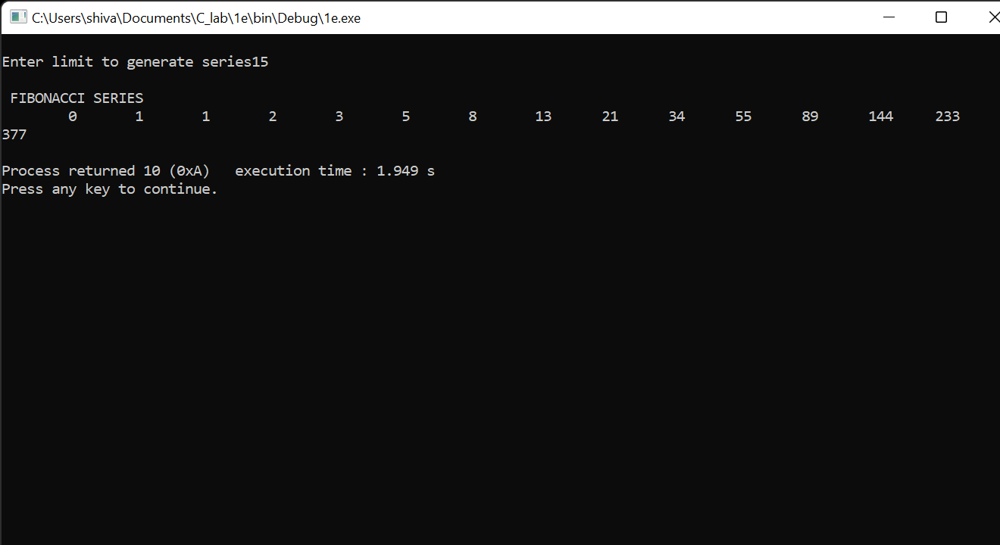 C:\Users\shiva\Documents\C_lab\1e\bin\Debug\1e.exe
Enter limit to generate series15
FIBONACCI SERIES
0 1 1 2 3 5 8 13 21 34 55 89 144 233
377
Process returned 10 (0xA)   execution time : 1.949 s
Press any key to continue.